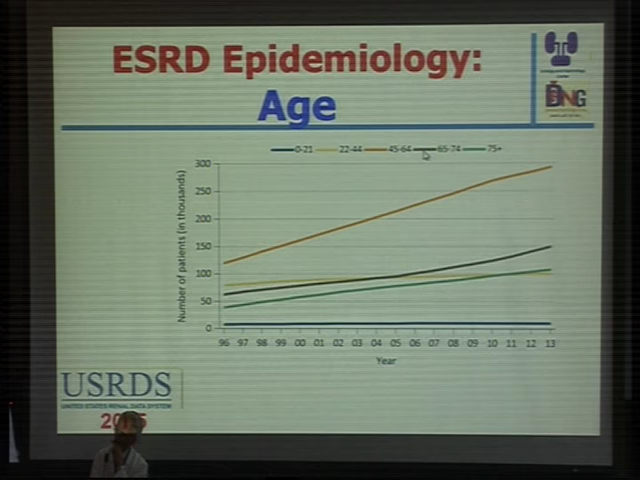 ESRD Epidemiology:
Age
0-21 22-44 45-64 65-74 75+
Number of patients (in thousands)
300
250
200
150
100
50
0
96 97 98 99 00 01 02 03 04 05 06 07 08 09 10 11 12 13
Year
USRDS
UNITED STATES RENAL DATA SYSTEM